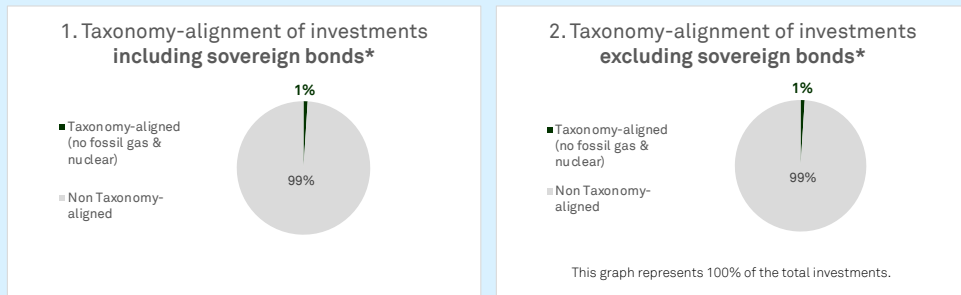 1. Taxonomy-alignment of investments
including sovereign bonds*
1%
Taxonomy-aligned
(no fossil gas &
nuclear)
99%
Non Taxonomy-
aligned
2. Taxonomy-alignment of investments
excluding sovereign bonds*
1%
Taxonomy-aligned
(no fossil gas &
nuclear)
99%
Non Taxonomy-
aligned
This graph represents 100% of the total investments.